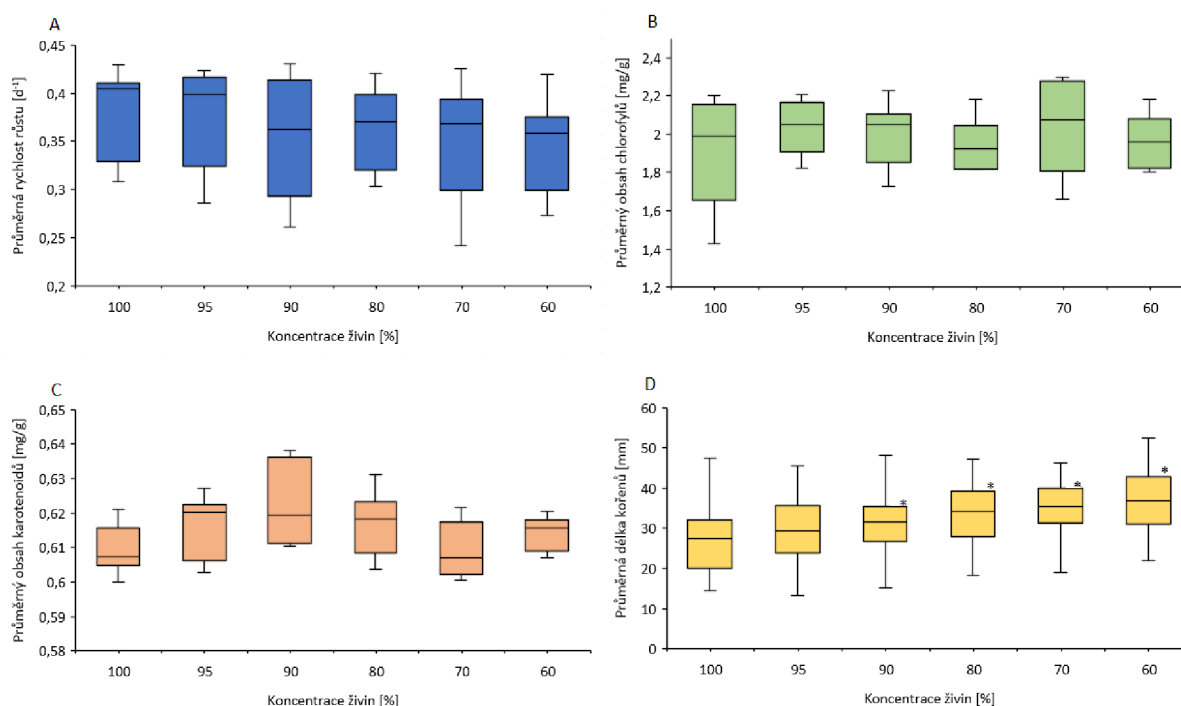 A
Průměrná rychlost růstu [d⁻¹]
0,45
0,4
0,35
0,3
0,25
0,2
100 95 90 80 70 60
Koncentrace živin [%]
B
Průměrný obsah chlorofylů [mg/g]
2,4
2,2
2
1,8
1,6
1,4
1,2
100 95 90 80 70 60
Koncentrace živin [%]
C
Průměrný obsah karotenoidů [mg/g]
0,65
0,64
0,63
0,62
0,61
0,6
0,59
0,58
100 95 90 80 70 60
Koncentrace živin [%]
D
Průměrná délka kořenů [mm]
60
50
40
30
20
10
0
* * * *
100 95 90 80 70 60
Koncentrace živin [%]